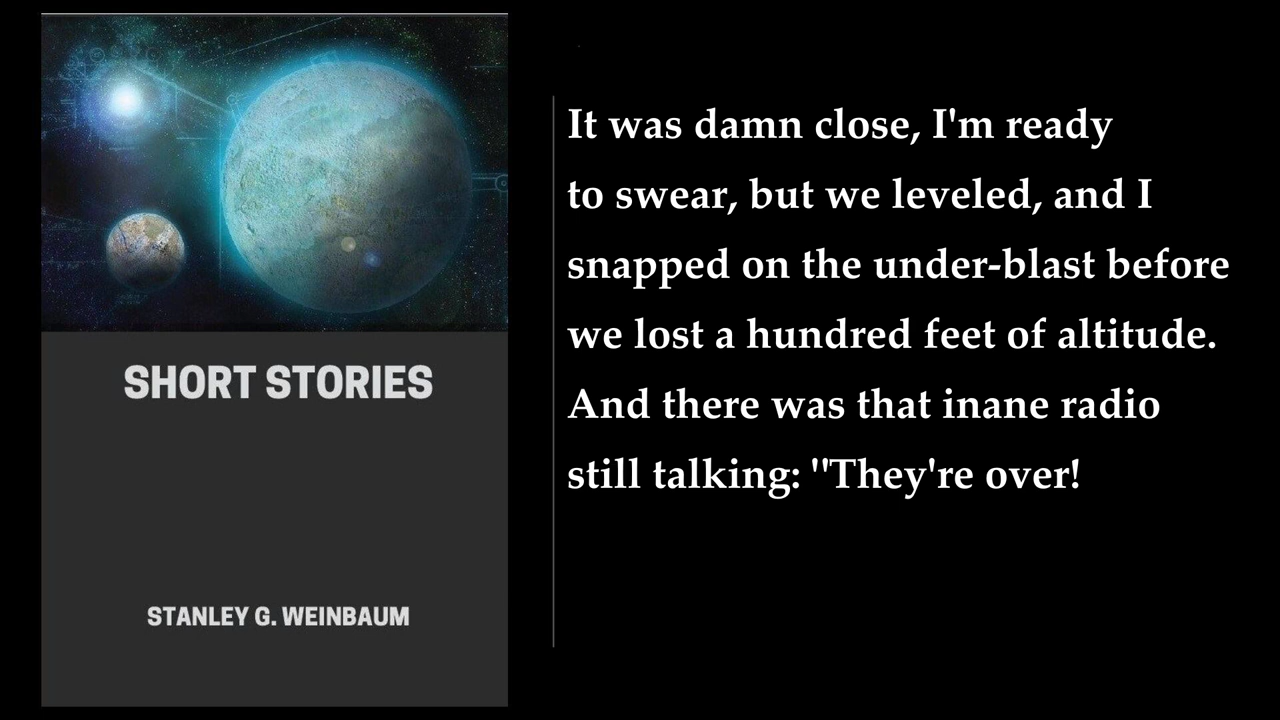 SHORT STORIES
STANLEY G. WEINBAUM
It was damn close, I'm ready
to swear, but we leveled, and I
snapped on the under-blast before
we lost a hundred feet of altitude.
And there was that inane radio
still talking: "They're over!